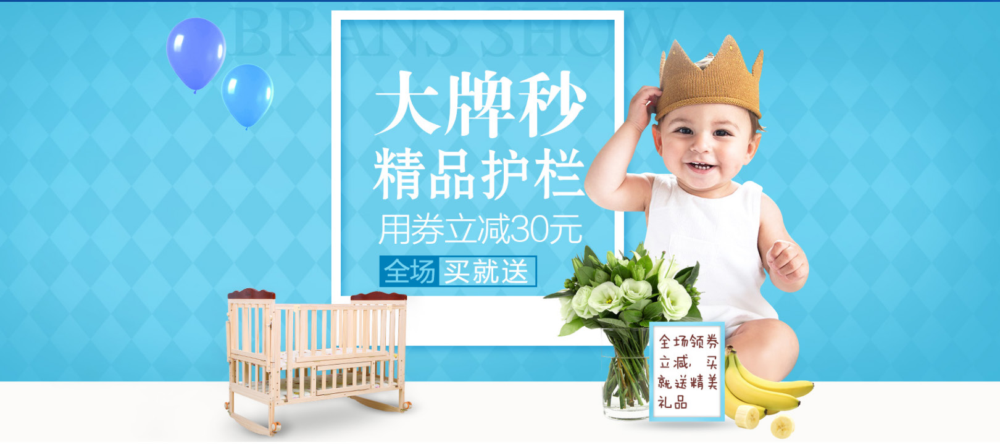 BRANS SHOW
大牌秒
精品护栏
用券立减30元
全场 买就送
全场领券
立减，买
就送精美
礼品